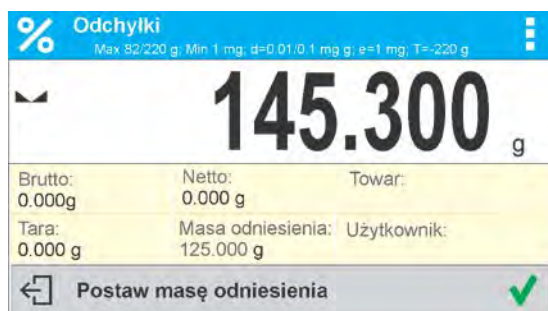 % Odchyłki
Max 82/220 g; Min 1 mg; d=0.01/0.1 mg g; e=1 mg; T=-220 g
145.300 g
Brutto: Netto: Towar:
0.000g 0.000 g
Tara: Masa odniesienia: Użytkownik:
0.000 g 125.000 g
Postaw masę odniesienia